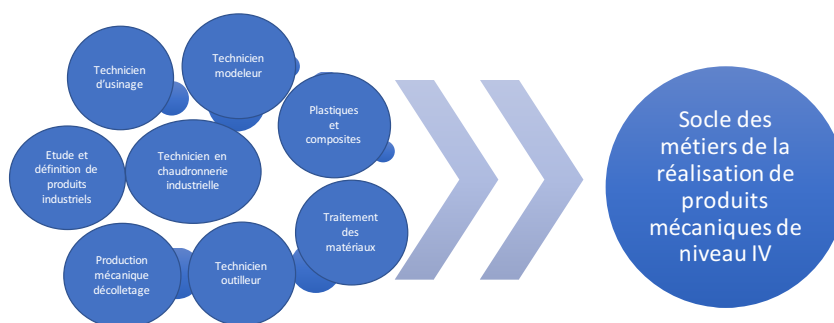 Technicien
d'usinage
Technicien
modeleur
Plastiques
et
composites
Etude et
définition de
produits
industriels
Technicien en
chaudronnerie
industrielle
Traitement
des
matériaux
Production
mécanique
décolletage
Technicien
outilleur
Socle des
métiers de la
réalisation de
produits
mécaniques de
niveau IV